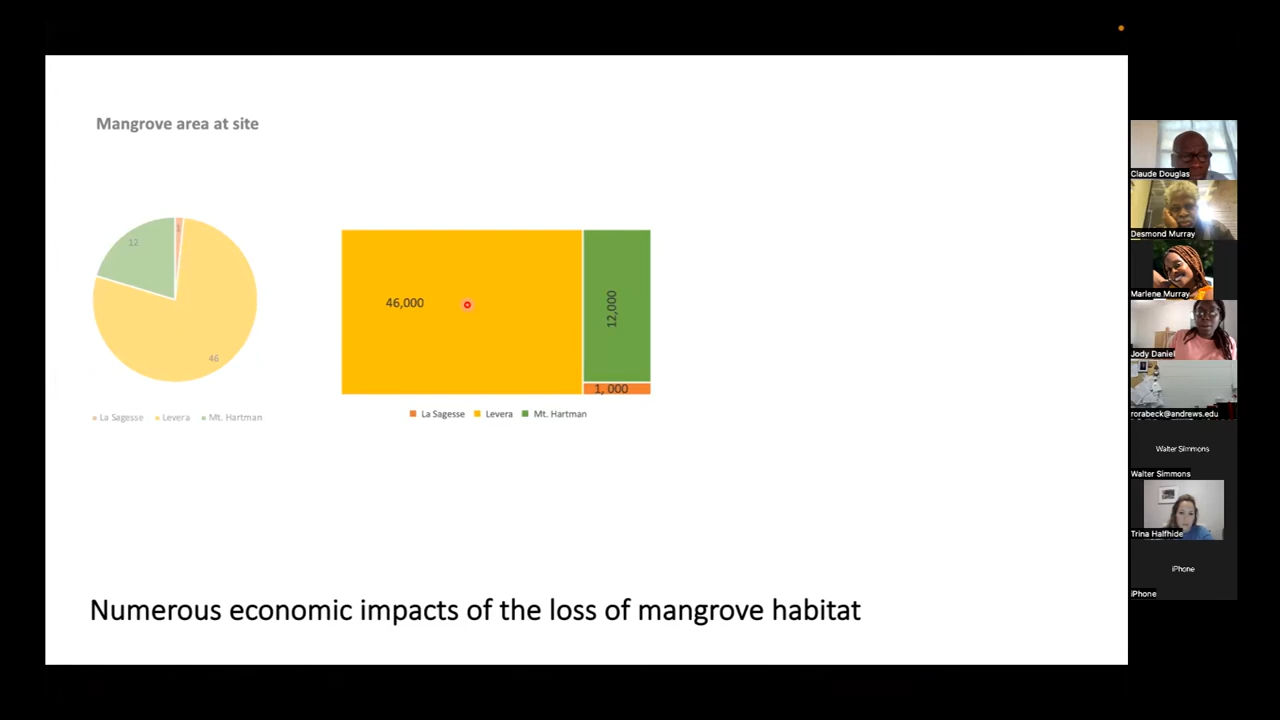 Mangrove area at site
12
1
46
La Sagesse Levera Mt. Hartman
46,000
12,000
1, 000
La Sagesse Levera Mt. Hartman
Numerous economic impacts of the loss of mangrove habitat
Claude Douglas
Desmond Murray
Marlene Murray
Jody Daniel
rorabeck@andrews.edu
Walter Simmons
Walter Simmons
Trina Halfhide
iPhone
iPhone